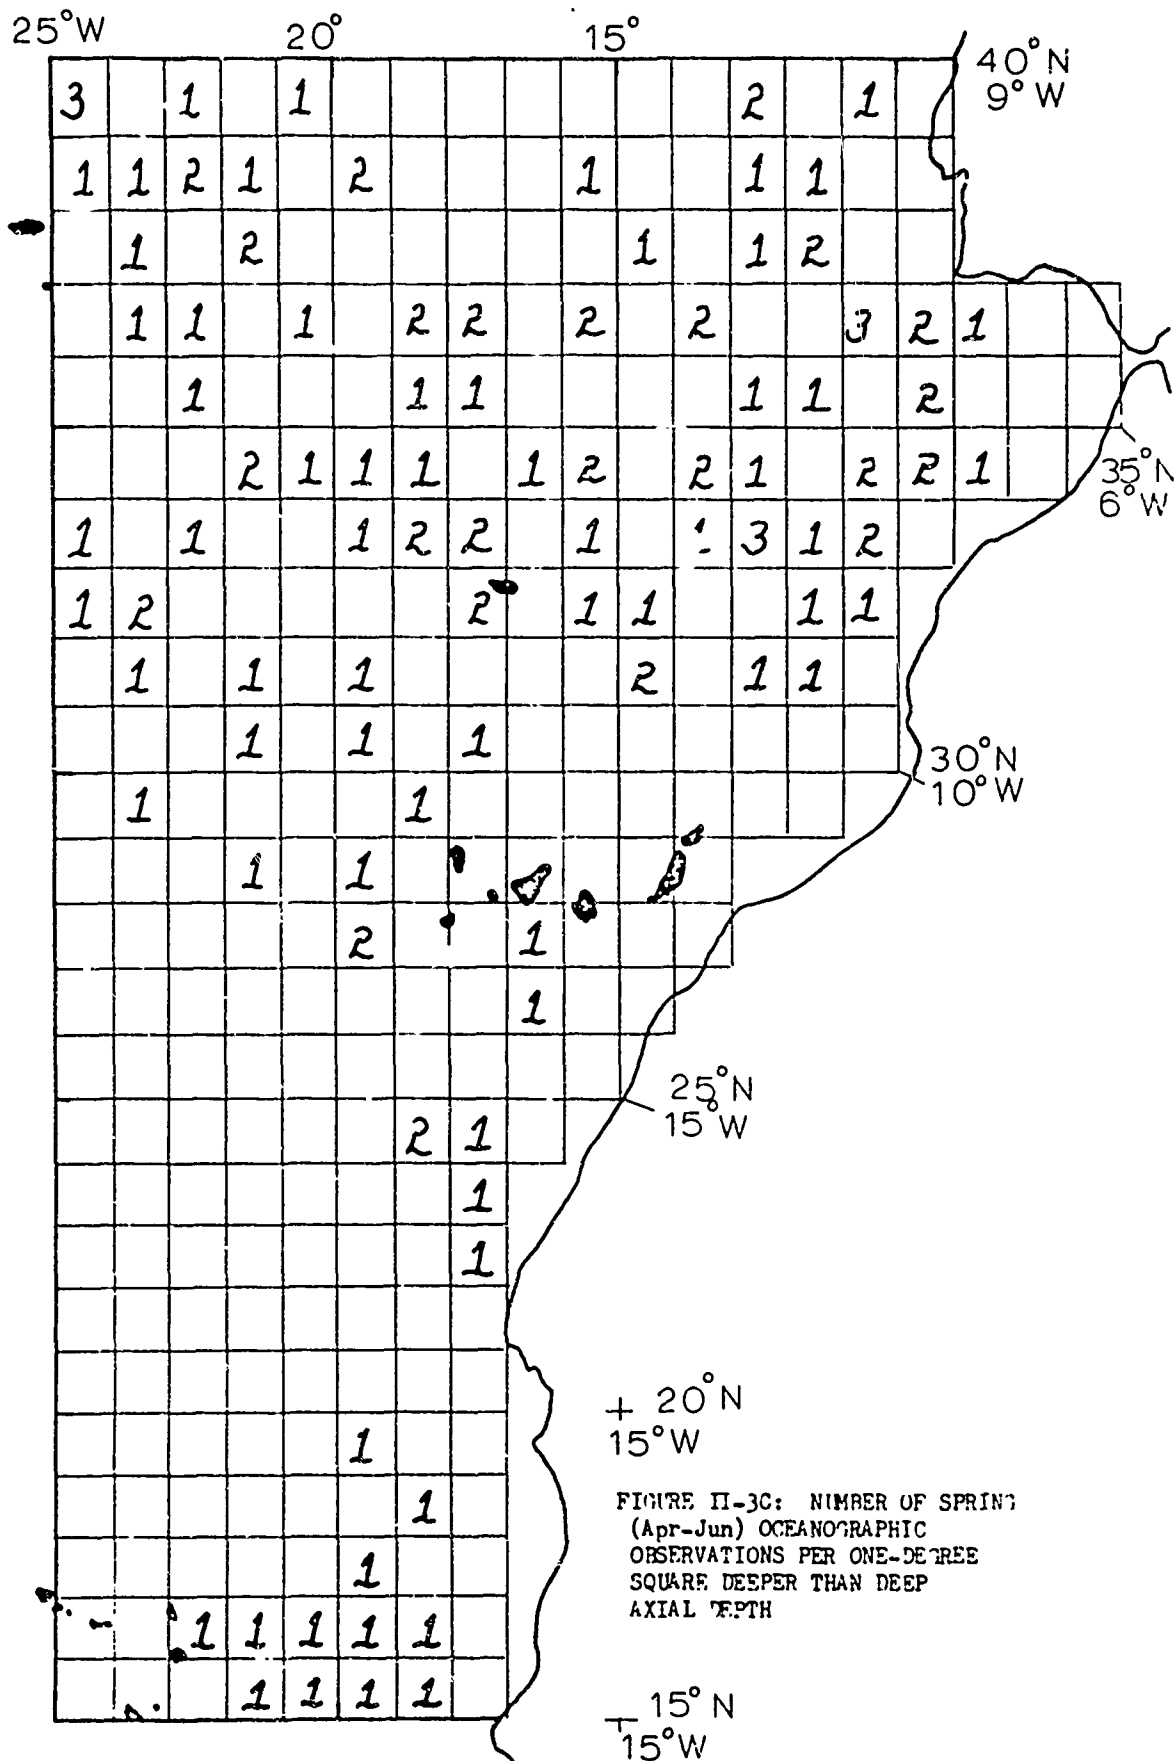 25°W 20° 15°
40°N
9°W
3 1 1 2 1
1 1 2 1 2 1 1 1
1 2 1 1 2
1 1 1 2 2 2 2 3 2 1
1 1 1 1 1 2
2 1 1 1 1 2 2 1 2 2 1
35°N
6°W
1 1 1 2 2 1 3 1 2
1 2 2 1 1 1 1
1 1 1 2 1 1
1 1 1
30°N
10°W
1 1
1 1
2 1
1
25°N
15°W
2 1
1
1
20°N
15°W
1
1
1
1 1 1 1 1
1 1 1 1
15°N
15°W
FIGURE II-3C: NUMBER OF SPRING
(Apr-Jun) OCEANOGRAPHIC
OBSERVATIONS PER ONE-DEGREE
SQUARE DEEPER THAN DEEP
AXIAL DEPTH